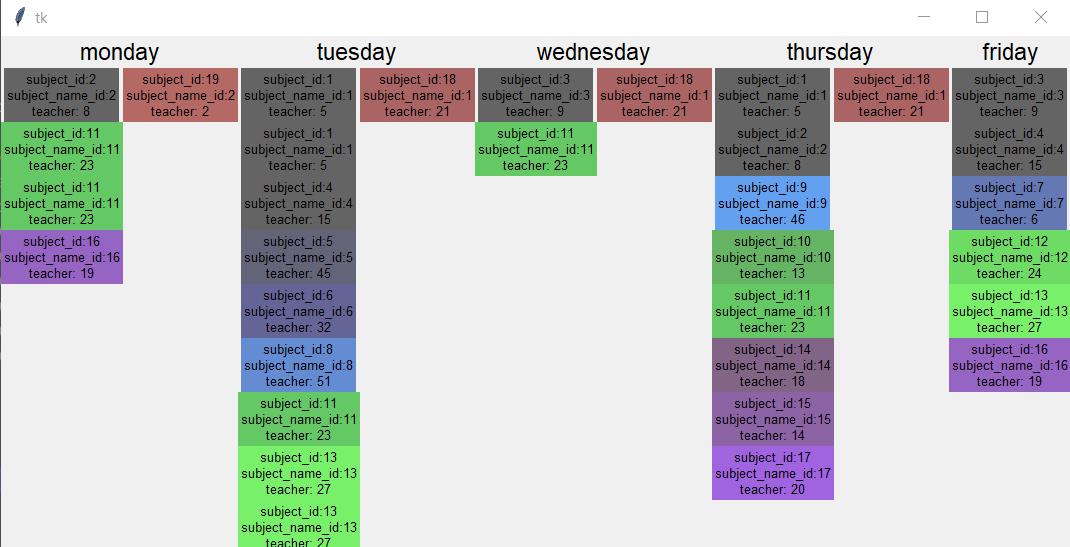 tk
monday
subject_id:2
subject_name_id:2
teacher: 8
subject_id:19
subject_name_id:2
teacher: 2
subject_id:11
subject_name_id:11
teacher: 23
subject_id:11
subject_name_id:11
teacher: 23
subject_id:16
subject_name_id:16
teacher: 19
tuesday
subject_id:1
subject_name_id:1
teacher: 5
subject_id:18
subject_name_id:1
teacher: 21
subject_id:1
subject_name_id:1
teacher: 5
subject_id:4
subject_name_id:4
teacher: 15
subject_id:5
subject_name_id:5
teacher: 45
subject_id:6
subject_name_id:6
teacher: 32
subject_id:8
subject_name_id:8
teacher: 51
subject_id:11
subject_name_id:11
teacher: 23
subject_id:13
subject_name_id:13
teacher: 27
subject_id:13
subject_name_id:13
teacher: 27
wednesday
subject_id:3
subject_name_id:3
teacher: 9
subject_id:18
subject_name_id:1
teacher: 21
subject_id:11
subject_name_id:11
teacher: 23
thursday
subject_id:1
subject_name_id:1
teacher: 5
subject_id:18
subject_name_id:1
teacher: 21
subject_id:2
subject_name_id:2
teacher: 8
subject_id:9
subject_name_id:9
teacher: 46
subject_id:10
subject_name_id:10
teacher: 13
subject_id:11
subject_name_id:11
teacher: 23
subject_id:14
subject_name_id:14
teacher: 18
subject_id:15
subject_name_id:15
teacher: 14
subject_id:17
subject_name_id:17
teacher: 20
friday
subject_id:3
subject_name_id:3
teacher: 9
subject_id:4
subject_name_id:4
teacher: 15
subject_id:7
subject_name_id:7
teacher: 6
subject_id:12
subject_name_id:12
teacher: 24
subject_id:13
subject_name_id:13
teacher: 27
subject_id:16
subject_name_id:16
teacher: 19